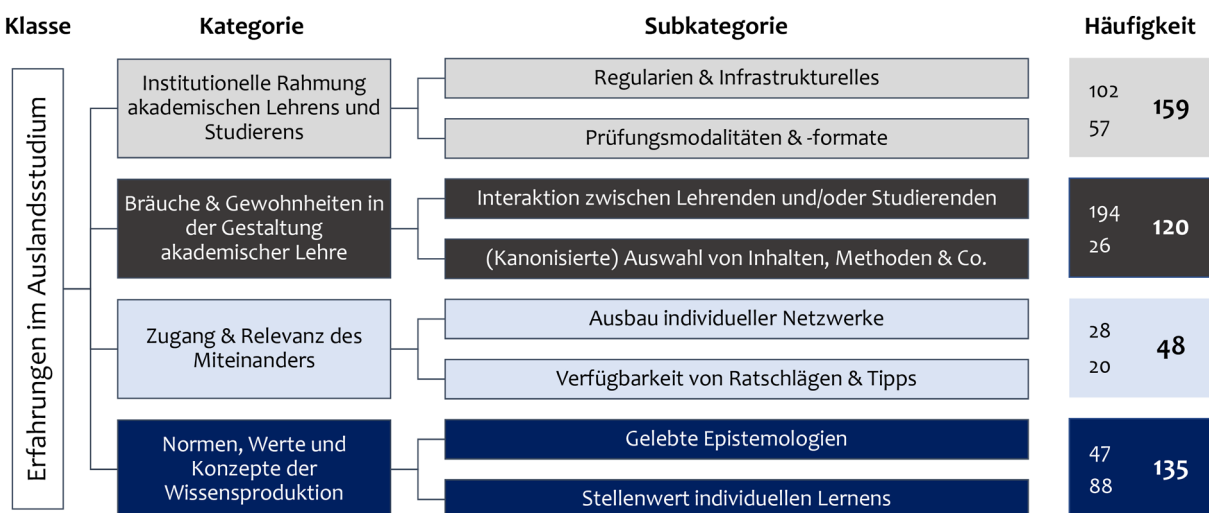 Klasse
Kategorie
Subkategorie
Häufigkeit
Erfahrungen im Auslandsstudium
Institutionelle Rahmung
akademischen Lehrens und
Studierens
Regularien & Infrastrukturelles
Prüfungsmodalitäten & -formate
102
57
159
Bräuche & Gewohnheiten in
der Gestaltung
akademischer Lehre
Interaktion zwischen Lehrenden und/oder Studierenden
(Kanonisierte) Auswahl von Inhalten, Methoden & Co.
194
26
120
Zugang & Relevanz des
Miteinanders
Ausbau individueller Netzwerke
Verfügbarkeit von Ratschlägen & Tipps
28
20
48
Normen, Werte und
Konzepte der
Wissensproduktion
Gelebte Epistemologien
Stellenwert individuellen Lernens
47
88
135